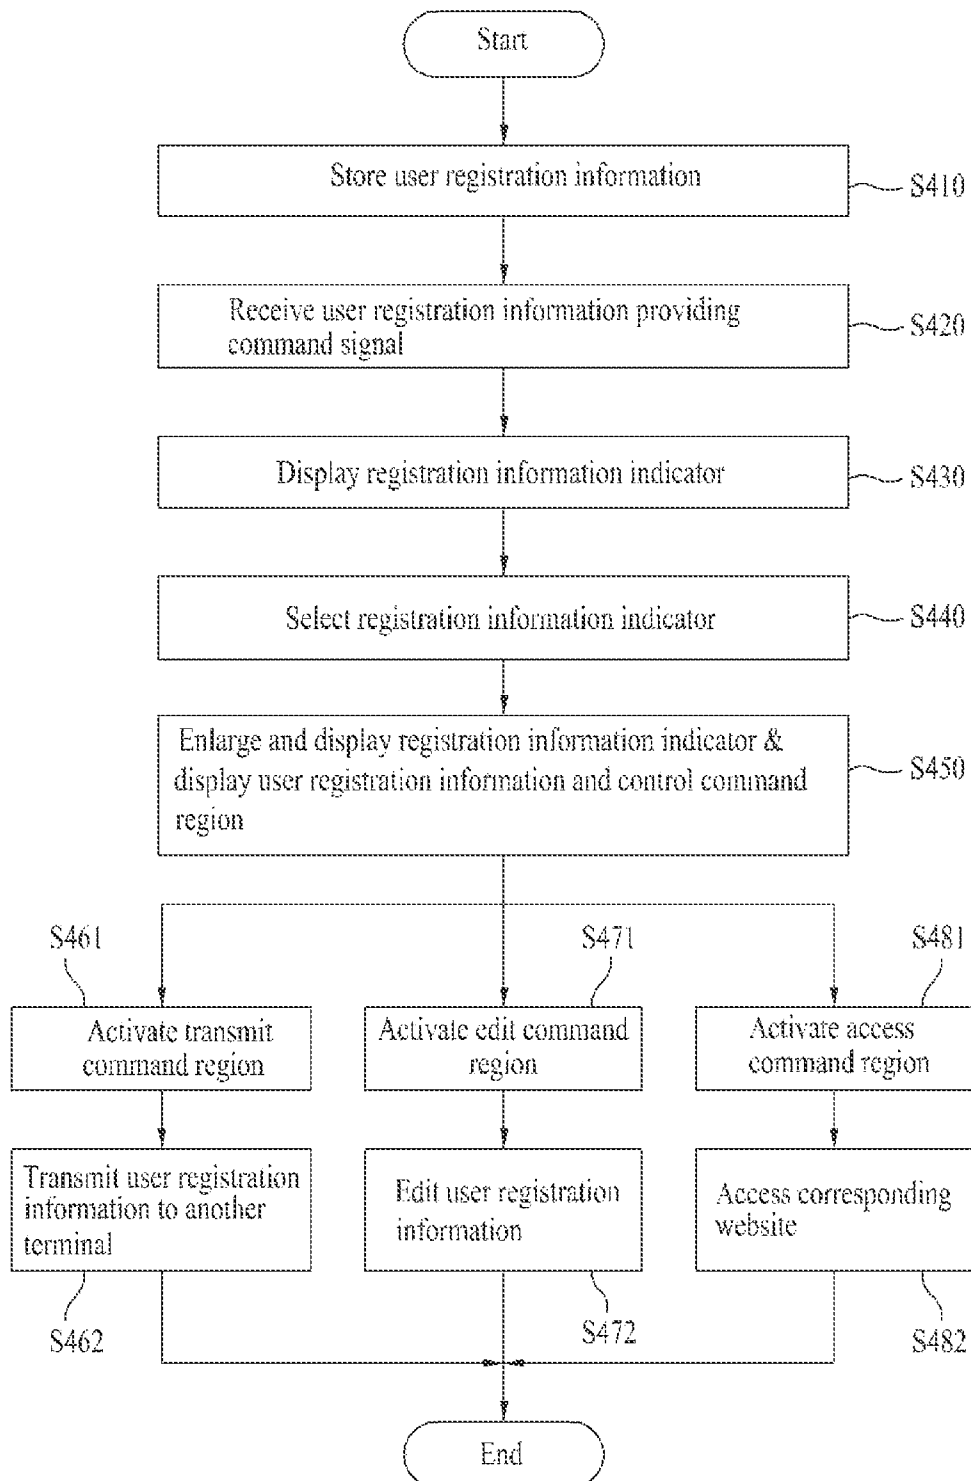 Start
Store user registration information
S410
Receive user registration information providing
command signal
S420
Display registration information indicator
S430
Select registration information indicator
S440
Enlarge and display registration information indicator &
display user registration information and control command
region
S450
S461
S471
S481
Activate transmit
command region
Activate edit command
region
Activate access
command region
Transmit user registration
information to another
terminal
Edit user registration
information
Access corresponding
website
S462
S472
S482
End